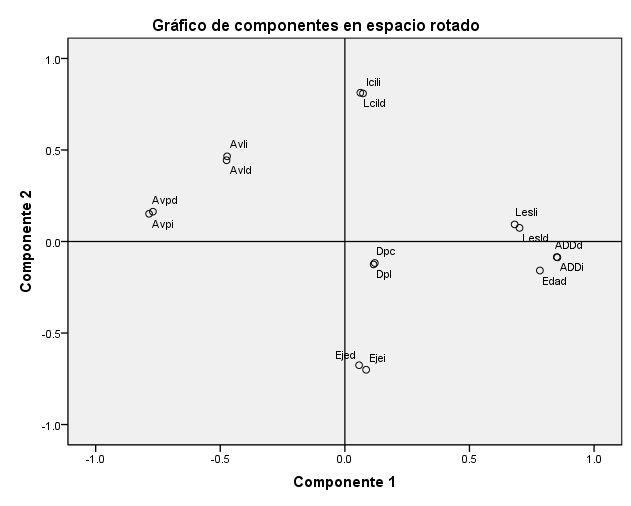 Gráfico de componentes en espacio rotado
1.0
Icili
Lcild
0.5
Avli
Avld
Avpd
Avpi
Lesli
Lesld
0.0
ADDd
Dpc
ADDi
Dpl
Edad
Componente 2
-0.5
Ejed
Ejei
-1.0
-1.0 -0.5 0.0 0.5 1.0
Componente 1